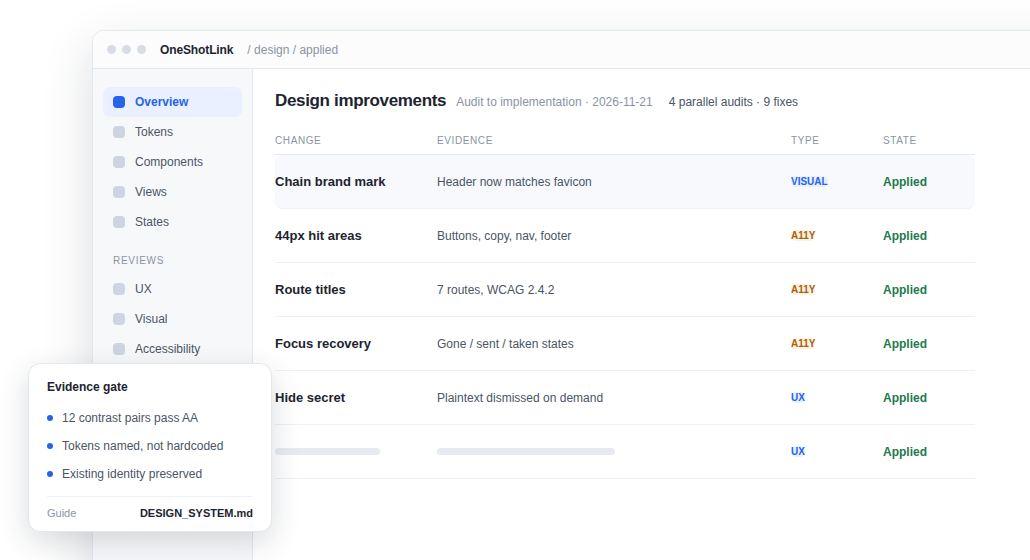 OneShotLink / design / applied
Overview
Tokens
Components
Views
States
REVIEWS
UX
Visual
Accessibility
Design improvements Audit to implementation · 2026-11-21 4 parallel audits · 9 fixes
CHANGE EVIDENCE TYPE STATE
Chain brand mark Header now matches favicon VISUAL Applied
44px hit areas Buttons, copy, nav, footer A11Y Applied
Route titles 7 routes, WCAG 2.4.2 A11Y Applied
Focus recovery Gone / sent / taken states A11Y Applied
Hide secret Plaintext dismissed on demand UX Applied
UX Applied
Evidence gate
12 contrast pairs pass AA
Tokens named, not hardcoded
Existing identity preserved
Guide DESIGN_SYSTEM.md